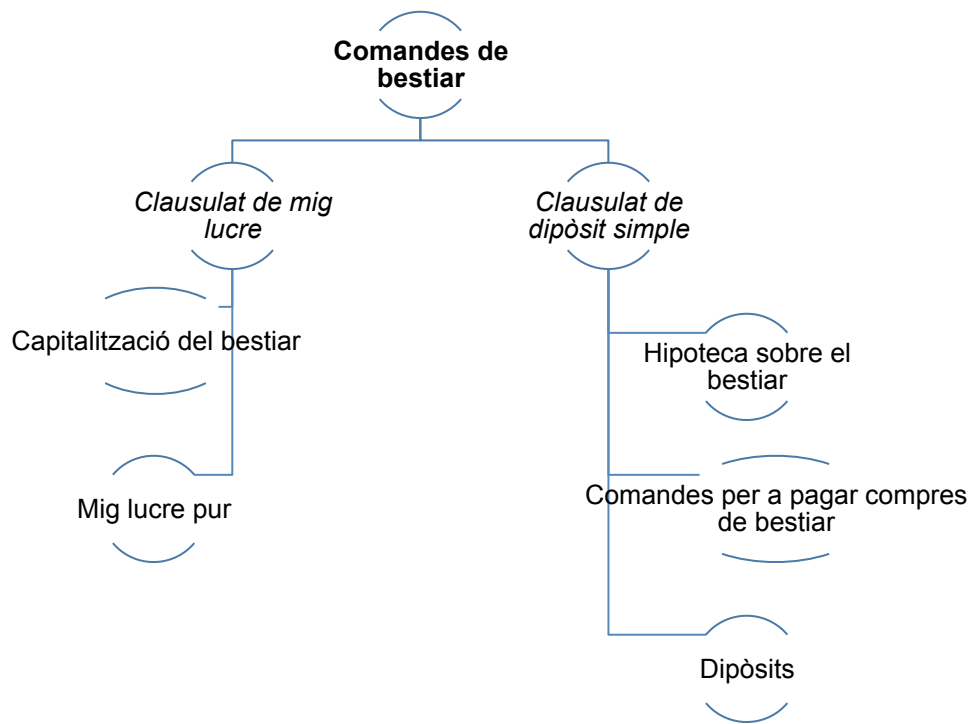 Comandes de
bestiar
Clausulat de mig
lucre
Clausulat de
dipòsit simple
Capitalització del bestiar
Hipoteca sobre el
bestiar
Mig lucre pur
Comandes per a pagar compres
de bestiar
Dipòsits